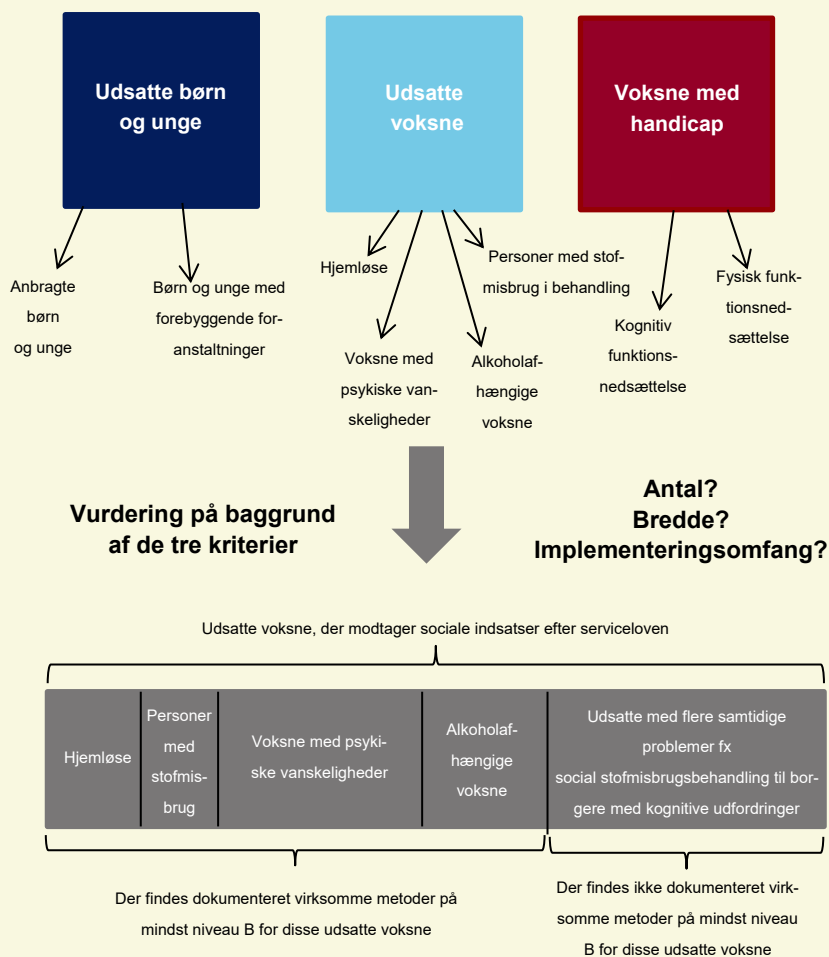 Udsatte børn
og unge
Udsatte
voksne
Voksne med
handicap
Anbragte
børn
og unge
Børn og unge med
forebyggende for-
anstaltninger
Hjemløse
Voksne med
psykiske van-
skeligheder
Alkoholaf-
hængige
voksne
Personer med stof-
misbrug i behandling
Kognitiv
funktions-
nedsættelse
Fysisk funk-
tionsned-
sættelse
Vurdering på baggrund
af de tre kriterier
Antal?
Bredde?
Implementeringsomfang?
Udsatte voksne, der modtager sociale indsatser efter serviceloven
Hjemløse
Personer
med
stofmis-
brug
Voksne med psyki-
ske vanskeligheder
Alkoholaf-
hængige
voksne
Udsatte med flere samtidige
problemer fx
social stofmisbrugsbehandling til bor-
gere med kognitive udfordringer
Der findes dokumenteret virksomme metoder på
mindst niveau B for disse udsatte voksne
Der findes ikke dokumenteret virk-
somme metoder på mindst niveau
B for disse udsatte voksne